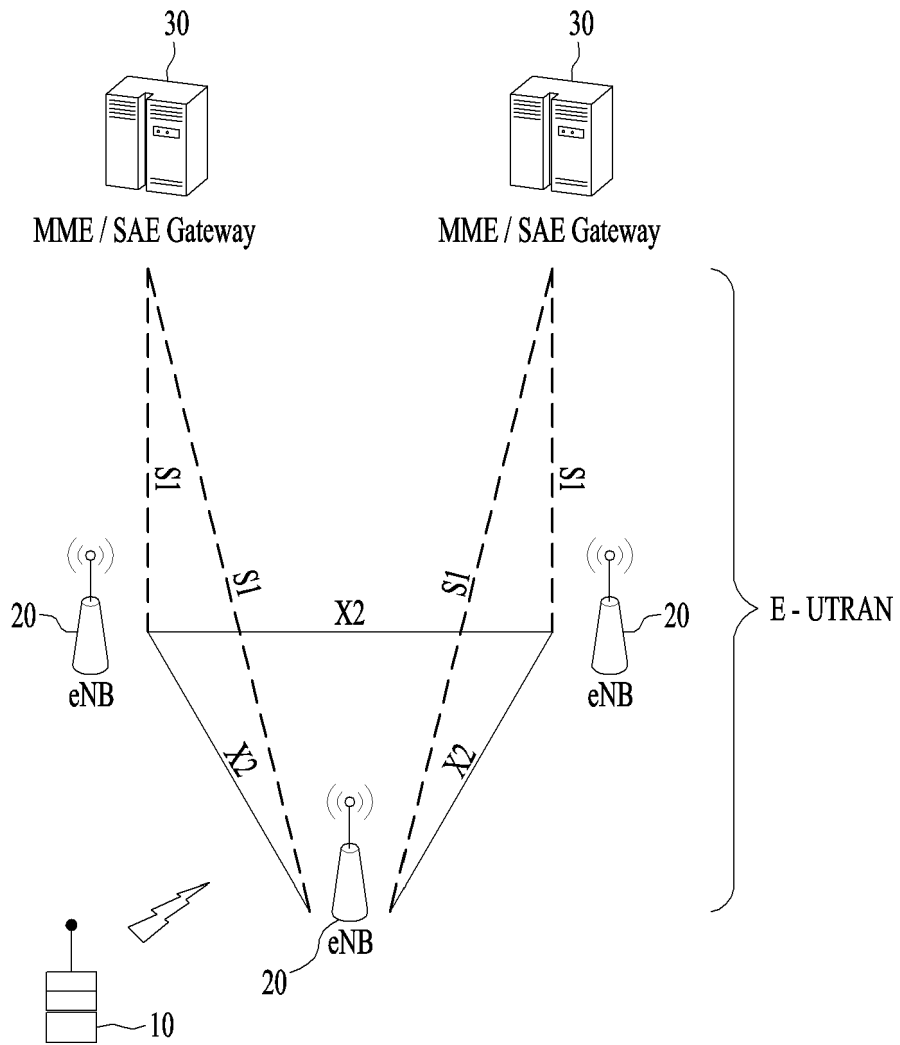 30
30
MME / SAE Gateway
MME / SAE Gateway
S1
S1
S1
S1
X2
20
20
E - UTRAN
eNB
eNB
X2
X2
20
eNB
10